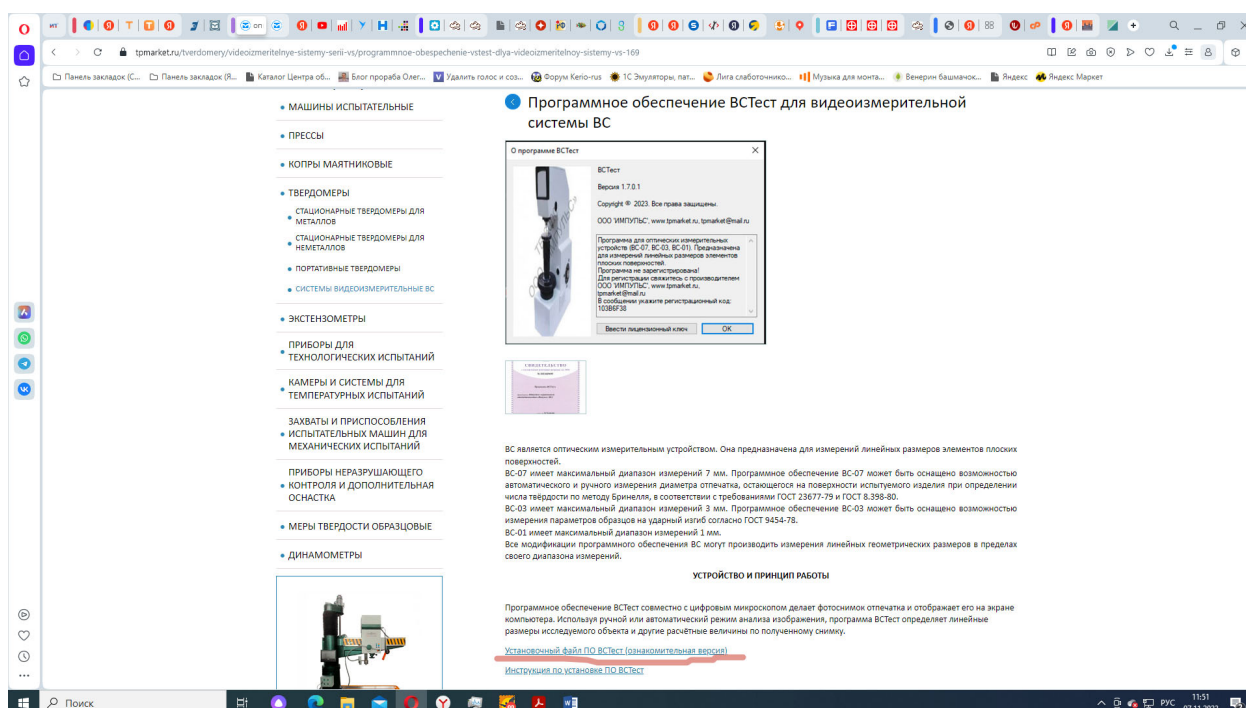 on
tpmarket.ru/tverdomery/videoizmeritelnye-sistemy-serii-vs/programmnoe-obespechenie-vstest-dlya-videoizmeritelnoy-sistemy-vs-169
Панель закладок (С... Панель закладок (Я... Каталог Центра об... Блог прораба Олег... Удалить голос и соз... Форум Kerio-rus 1С Эмуляторы, пат... Лига слаботочнико... Музыка для монта... Венерин башмачок... Яндекс Яндекс Маркет
МАШИНЫ ИСПЫТАТЕЛЬНЫЕ
ПРЕССЫ
КОПРЫ МАЯТНИКОВЫЕ
ТВЕРДОМЕРЫ
СТАЦИОНАРНЫЕ ТВЕРДОМЕРЫ ДЛЯ
МЕТАЛЛОВ
СТАЦИОНАРНЫЕ ТВЕРДОМЕРЫ ДЛЯ
НЕМЕТАЛЛОВ
ПОРТАТИВНЫЕ ТВЕРДОМЕРЫ
СИСТЕМЫ ВИДЕОИЗМЕРИТЕЛЬНЫЕ ВС
ЭКСТЕНЗОМЕТРЫ
ПРИБОРЫ ДЛЯ
ТЕХНОЛОГИЧЕСКИХ ИСПЫТАНИЙ
КАМЕРЫ И СИСТЕМЫ ДЛЯ
ТЕМПЕРАТУРНЫХ ИСПЫТАНИЙ
ЗАХВАТЫ И ПРИСПОСОБЛЕНИЯ
ИСПЫТАТЕЛЬНЫХ МАШИН ДЛЯ
МЕХАНИЧЕСКИХ ИСПЫТАНИЙ
ПРИБОРЫ НЕРАЗРУШАЮЩЕГО
КОНТРОЛЯ И ДОПОЛНИТЕЛЬНАЯ
ОСНАСТКА
МЕРЫ ТВЕРДОСТИ ОБРАЗЦОВЫЕ
ДИНАМОМЕТРЫ
Программное обеспечение ВСТест для видеоизмерительной
системы ВС
О программе ВСТест
ВСТест
Версия 1.7.0.1
Copyright © 2023. Все права защищены.
ООО "ИМПУЛЬС", www.tpmarket.ru, tpmarket@mail.ru
Программа для оптических измерительных
устройств (ВС-07, ВС-03, ВС-01). Предназначена
для измерений линейных размеров элементов
плоских поверхностей.
Программа не зарегистрирована!
Для регистрации свяжитесь с производителем
ООО "ИМПУЛЬС", www.tpmarket.ru,
tpmarket@mail.ru
В сообщении укажите регистрационный код:
103B6F38
Ввести лицензионный ключ OK
СВИДЕТЕЛЬСТВО
ВС является оптическим измерительным устройством. Она предназначена для измерений линейных размеров элементов плоских
поверхностей.
ВС-07 имеет максимальный диапазон измерений 7 мм. Программное обеспечение ВС-07 может быть оснащено возможностью
автоматического и ручного измерения диаметра отпечатка, остающегося на поверхности испытуемого изделия при определении
числа твёрдости по методу Бринелля, в соответствии с требованиями ГОСТ 23677-79 и ГОСТ 8.398-80.
ВС-03 имеет максимальный диапазон измерений 3 мм. Программное обеспечение ВС-03 может быть оснащено возможностью
измерения параметров образцов на ударный изгиб согласно ГОСТ 9454-78.
ВС-01 имеет максимальный диапазон измерений 1 мм.
Все модификации программного обеспечения ВС могут производить измерения линейных геометрических размеров в пределах
своего диапазона измерений.
УСТРОЙСТВО И ПРИНЦИП РАБОТЫ
Программное обеспечение ВСТест совместно с цифровым микроскопом делает фотоснимок отпечатка и отображает его на экране
компьютера. Используя ручной или автоматический режим анализа изображения, программа ВСТест определяет линейные
размеры исследуемого объекта и другие расчётные величины по полученному снимку.
Установочный файл ПО ВСТест (ознакомительная версия)
Инструкция по установке ПО ВСТест
Поиск
РУС
11:51